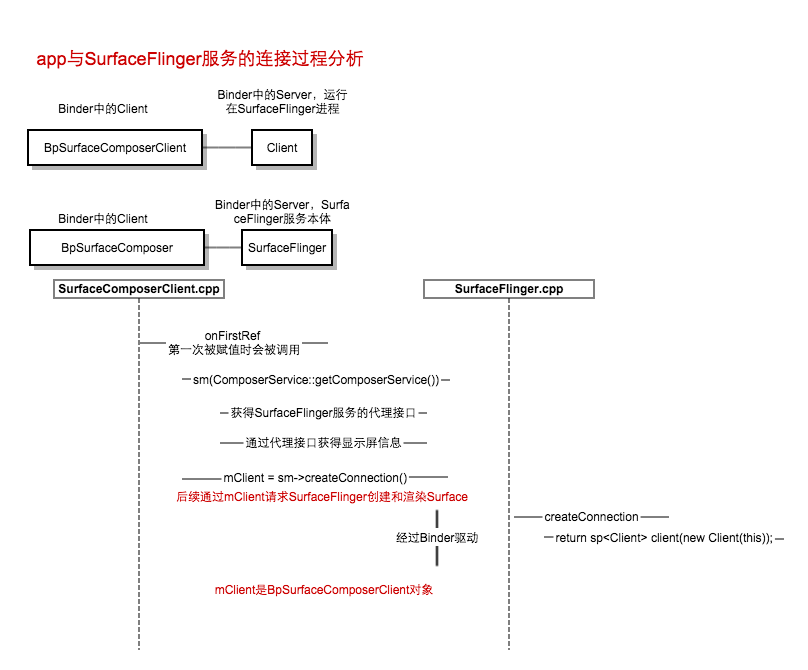 app与SurfaceFlinger服务的连接过程分析
Binder中的Client
Binder中的Server，运行
在SurfaceFlinger进程
BpSurfaceComposerClient
Client
Binder中的Client
Binder中的Server，Surfa
ceFlinger服务本体
BpSurfaceComposer
SurfaceFlinger
SurfaceComposerClient.cpp
SurfaceFlinger.cpp
onFirstRef
第一次被赋值时会被调用
sm(ComposerService::getComposerService())
获得SurfaceFlinger服务的代理接口
通过代理接口获得显示屏信息
mClient = sm->createConnection()
后续通过mClient请求SurfaceFlinger创建和渲染Surface
createConnection
经过Binder驱动
return sp<Client> client(new Client(this));
mClient是BpSurfaceComposerClient对象